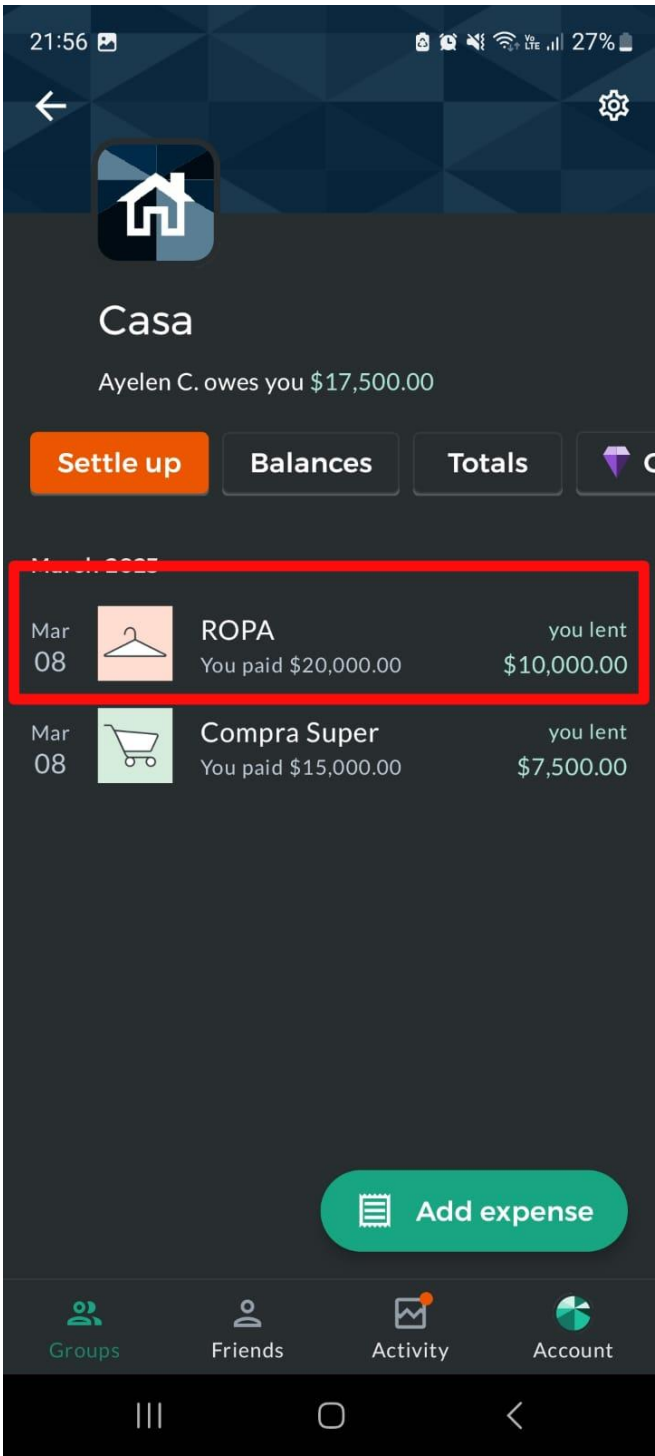 21:56
LTE 27%
Casa
Ayelen C. owes you $17,500.00
Settle up Balances Totals
Mar ROPA you lent
08 You paid $20,000.00 $10,000.00
Mar Compra Super you lent
08 You paid $15,000.00 $7,500.00
Add expense
Groups Friends Activity Account